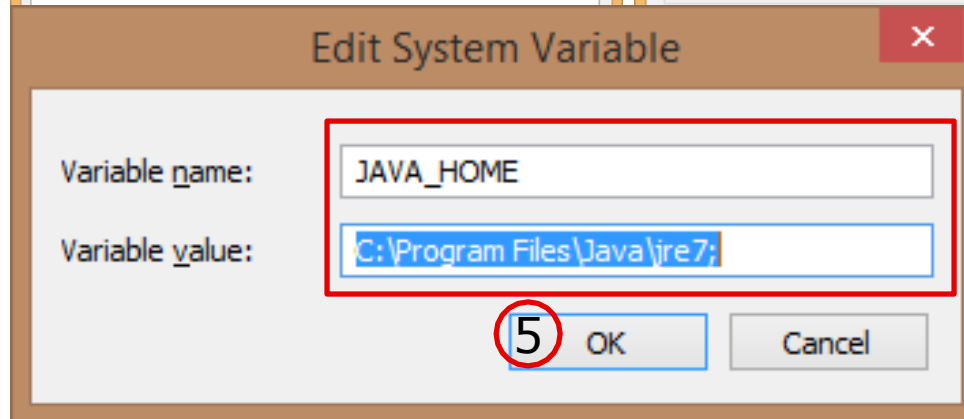 Edit System Variable
Variable name: JAVA_HOME
Variable value: C:\Program Files\Java\jre7;
5 OK Cancel